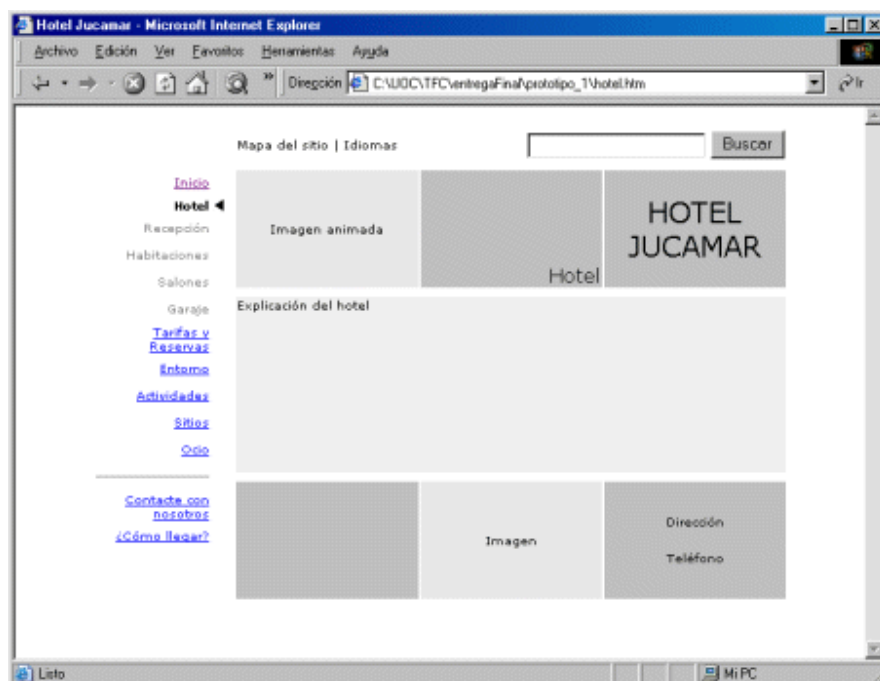 Hotel Jucamar - Microsoft Internet Explorer
Archivo Edición Ver Favoritos Herramientas Ayuda
» Dirección C:\UOC\TFC\entregaFinal\prototipo_1\hotel.htm Ir
Mapa del sitio | Idiomas
Buscar
Inicio
Hotel
Recepción
Habitaciones
Salones
Garaje
Tarifas y
Reservas
Entorno
Actividades
Sitios
Ocio
Contacte con
nosotros
¿Cómo llegar?
Imagen animada
Hotel
HOTEL
JUCAMAR
Explicación del hotel
Imagen
Dirección
Teléfono
Listo
Mi PC